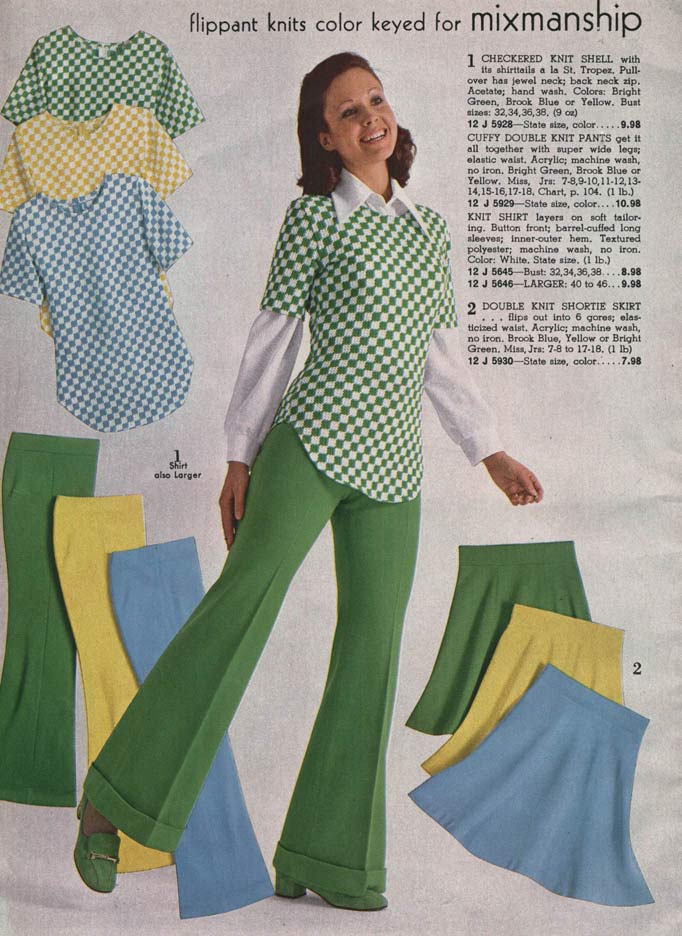 flippant knits color keyed for mixmanship
1 CHECKERED KNIT SHELL with
its shirttails a la St. Tropez. Pull-
over has jewel neck; back neck zip.
Acetate; hand wash. Colors: Bright
Green, Brook Blue or Yellow. Bust
sizes: 32,34,36,38. (9 oz)
12 J 5928—State size, color.....9.98
CUFFY DOUBLE KNIT PANTS get it
all together with super wide legs;
elastic waist. Acrylic; machine wash,
no iron. Bright Green, Brook Blue or
Yellow. Miss, Jrs: 7-8,9-10,11-12,13-
14,15-16,17-18. Chart, p. 104. (1 lb.)
12 J 5929—State size, color....10.98
KNIT SHIRT layers on soft tailor-
ing. Button front; barrel-cuffed long
sleeves; inner-outer hem. Textured
polyester; machine wash, no iron.
Color: White. State size. (1 lb.)
12 J 5645—Bust: 32,34,36,38....8.98
12 J 5646—LARGER: 40 to 46...9.98
2 DOUBLE KNIT SHORTIE SKIRT
. . . flips out into 6 gores; elas-
ticized waist. Acrylic; machine wash,
no iron. Brook Blue, Yellow or Bright
Green. Miss, Jrs: 7-8 to 17-18. (1 lb)
12 J 5930—State size, color.....7.98
1
Shirt
also Larger
2